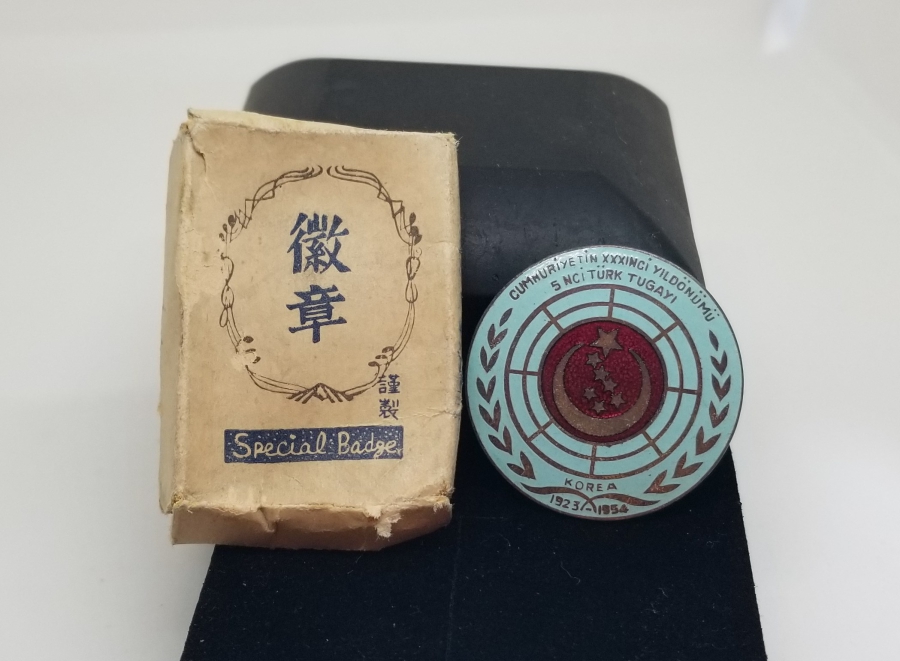 徽章
謹製
Special Badge
CUMHURİYETİN XXXINCİ YILDÖNÜMÜ
5 NCİ TÜRK TUGAYI
KOREA
1923-1954